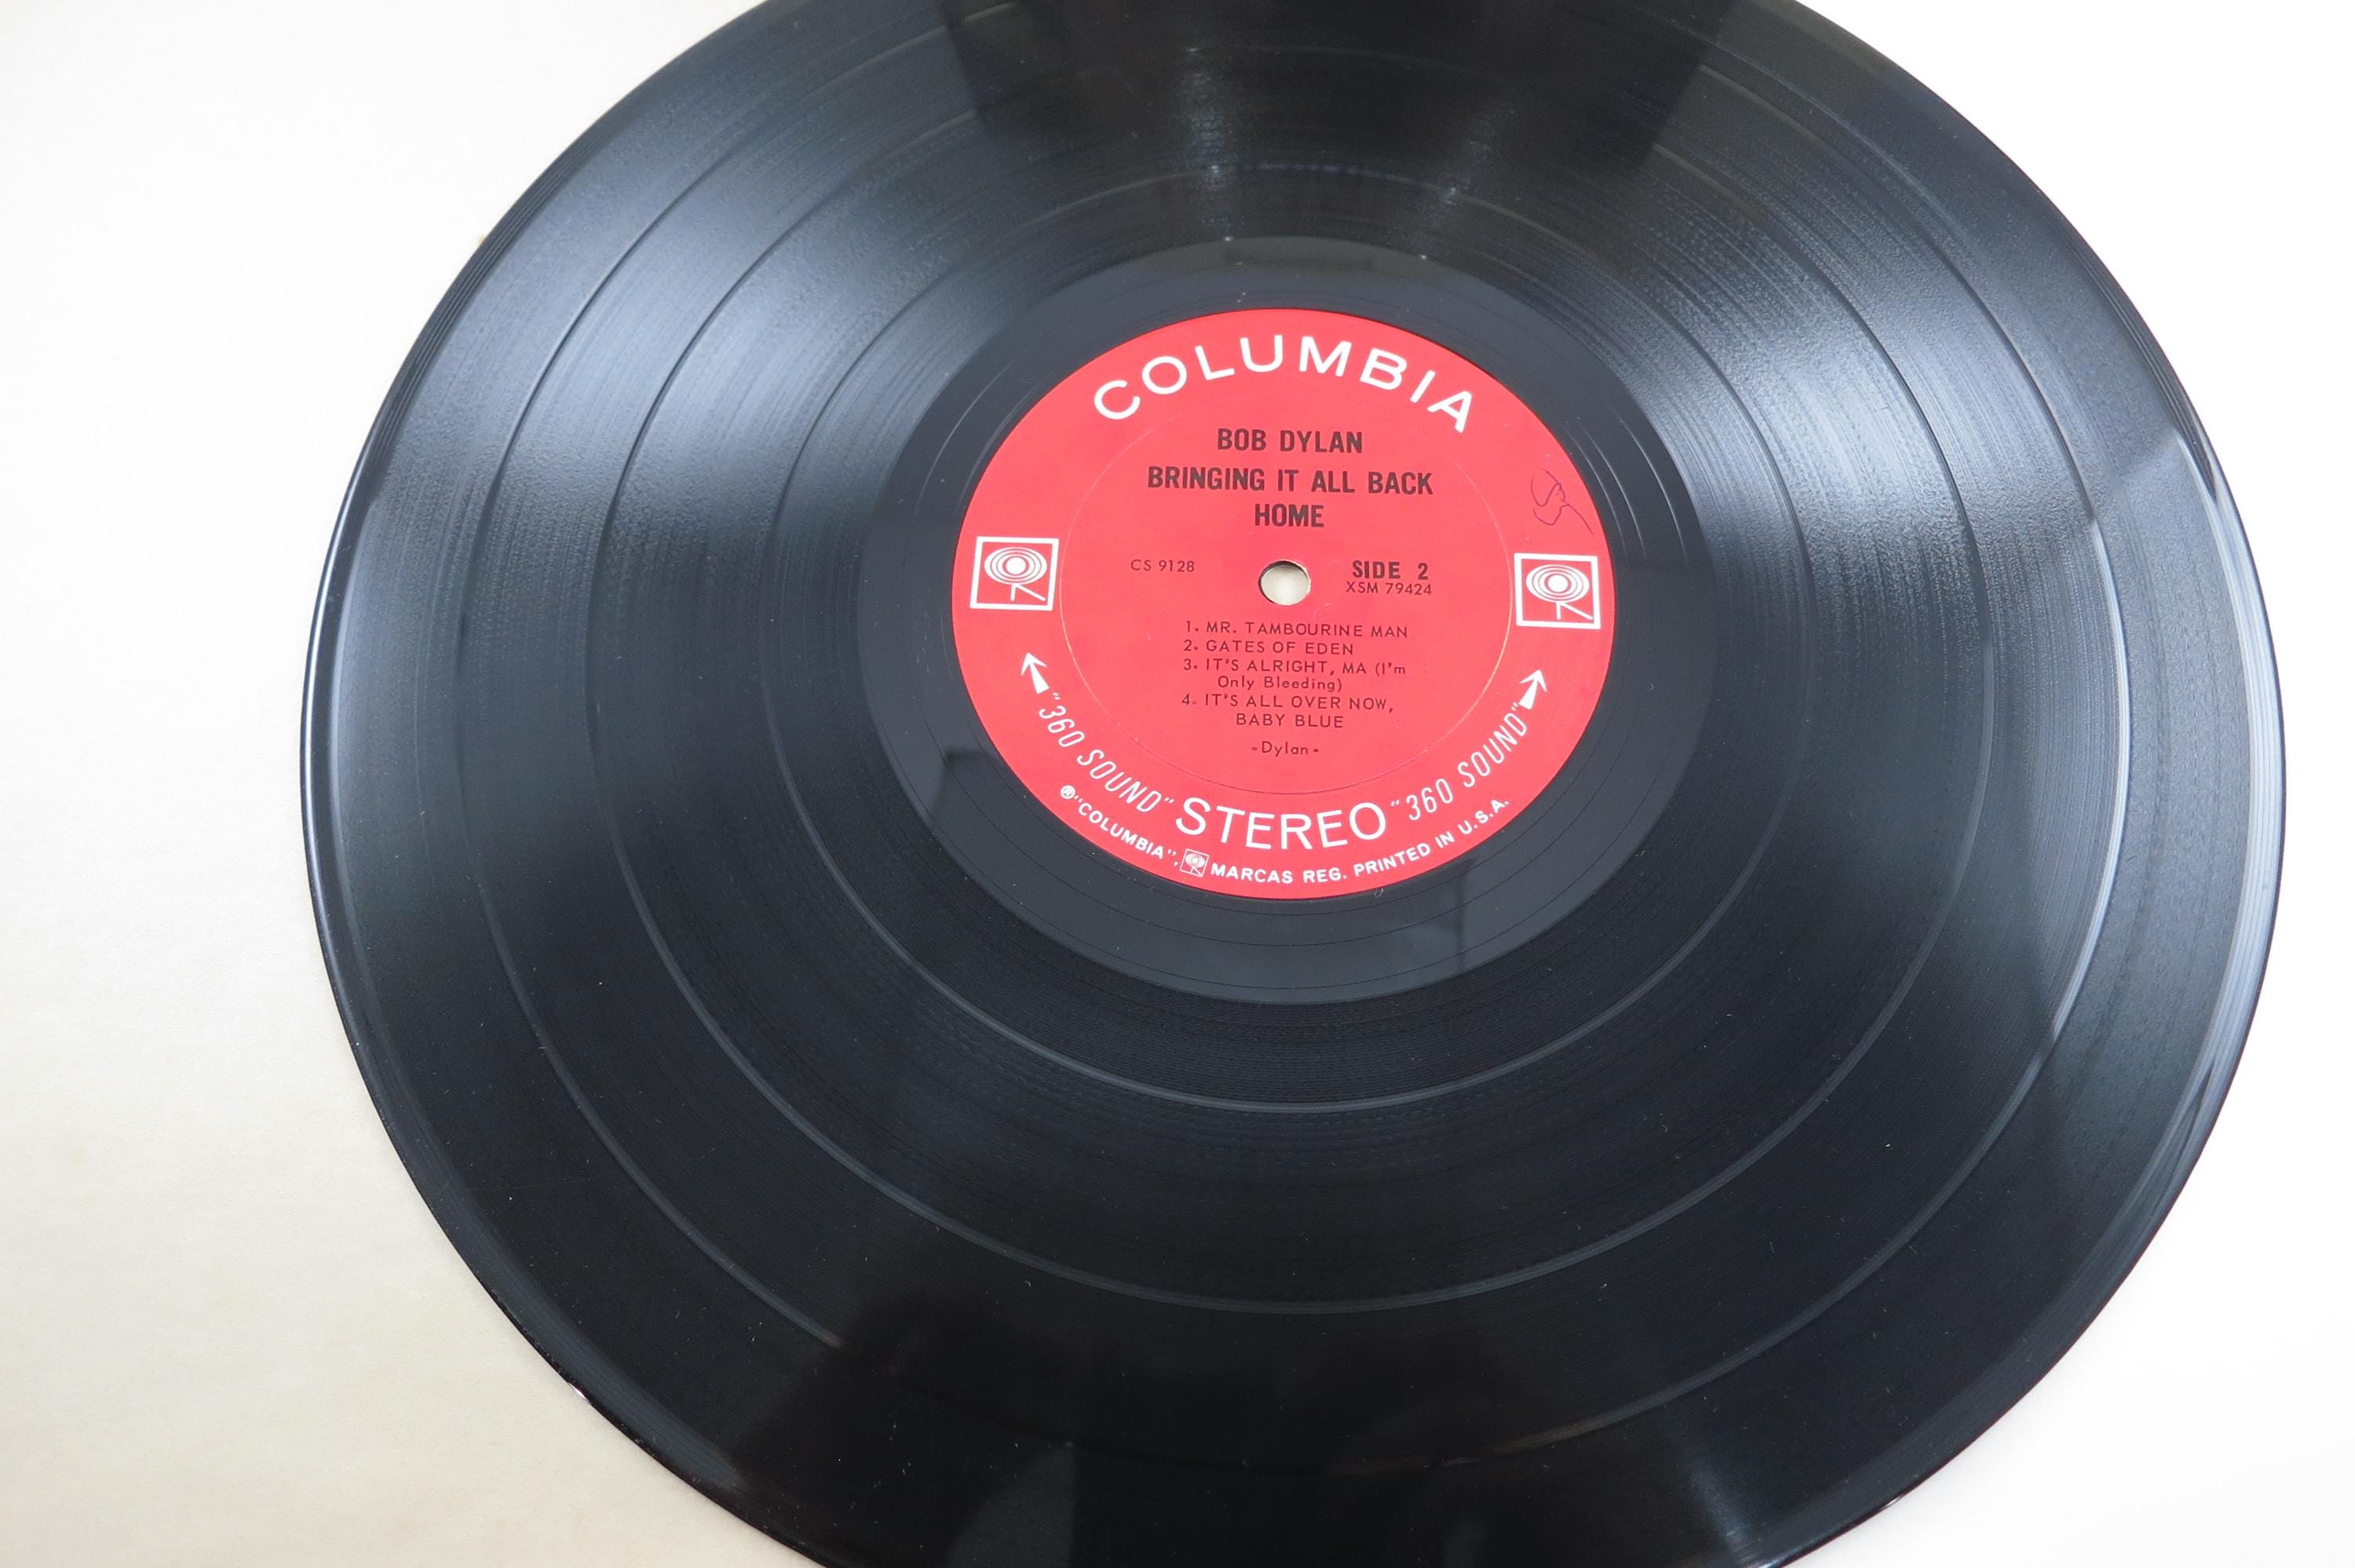 COLUMBIA
BOB DYLAN
BRINGING IT ALL BACK
HOME
CS 9128
SIDE 2
XSM 79424
1. MR. TAMBOURINE MAN
2. GATES OF EDEN
3. IT'S ALRIGHT, MA (I'm
Only Bleeding)
4. IT'S ALL OVER NOW,
BABY BLUE
-Dylan-
"360 SOUND" STEREO "360 SOUND"
® "COLUMBIA", MARCAS REG. PRINTED IN U.S.A.